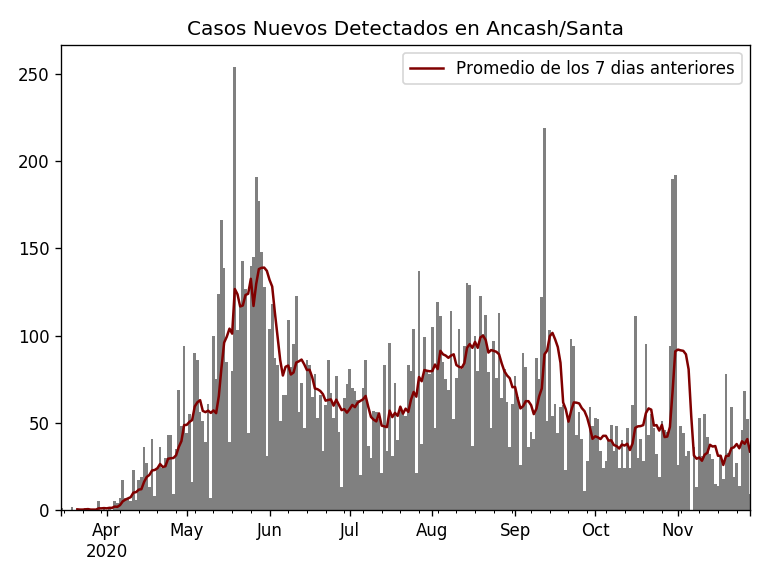 Casos Nuevos Detectados en Ancash/Santa
Promedio de los 7 dias anteriores
250
200
150
100
50
0
Apr May Jun Jul Aug Sep Oct Nov
2020